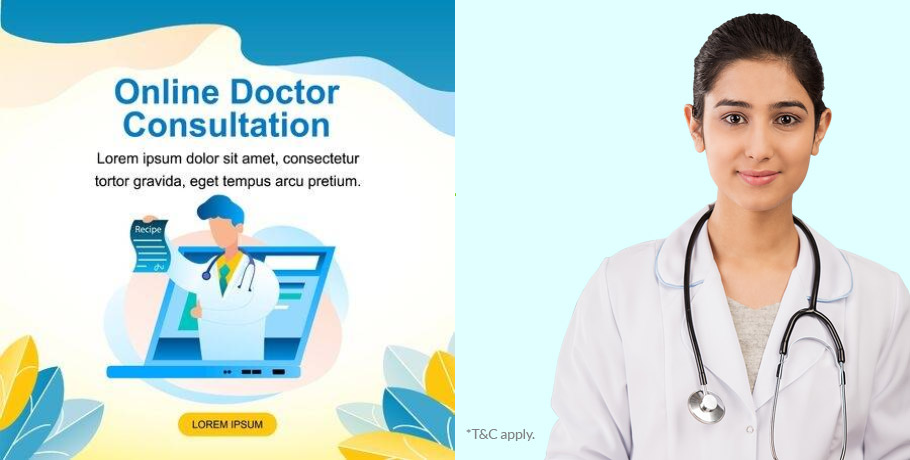 Online Doctor
Consultation
Lorem ipsum dolor sit amet, consectetur
tortor gravida, eget tempus arcu pretium.
Recipe
LOREM IPSUM
*T&C apply.